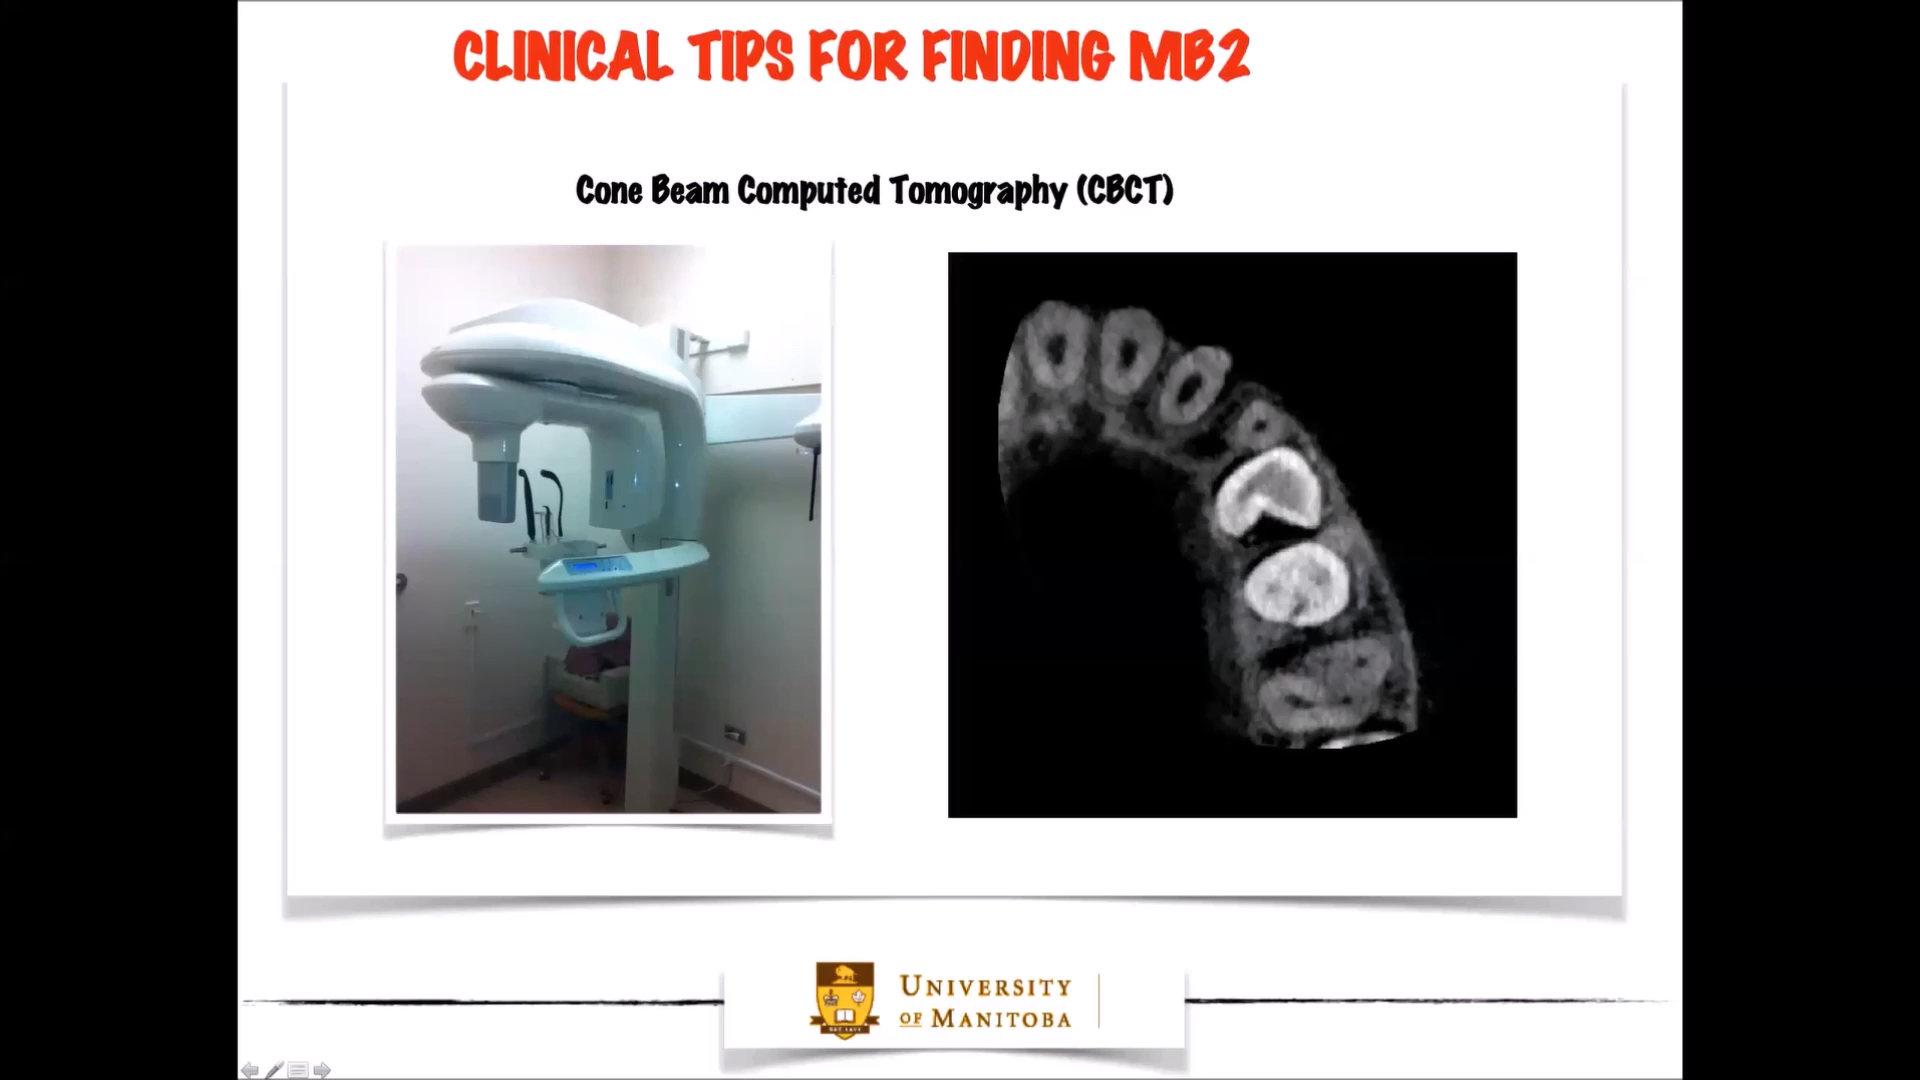 CLINICAL TIPS FOR FINDING MB2
Cone Beam Computed Tomography (CBCT)
UNIVERSITY
OF MANITOBA